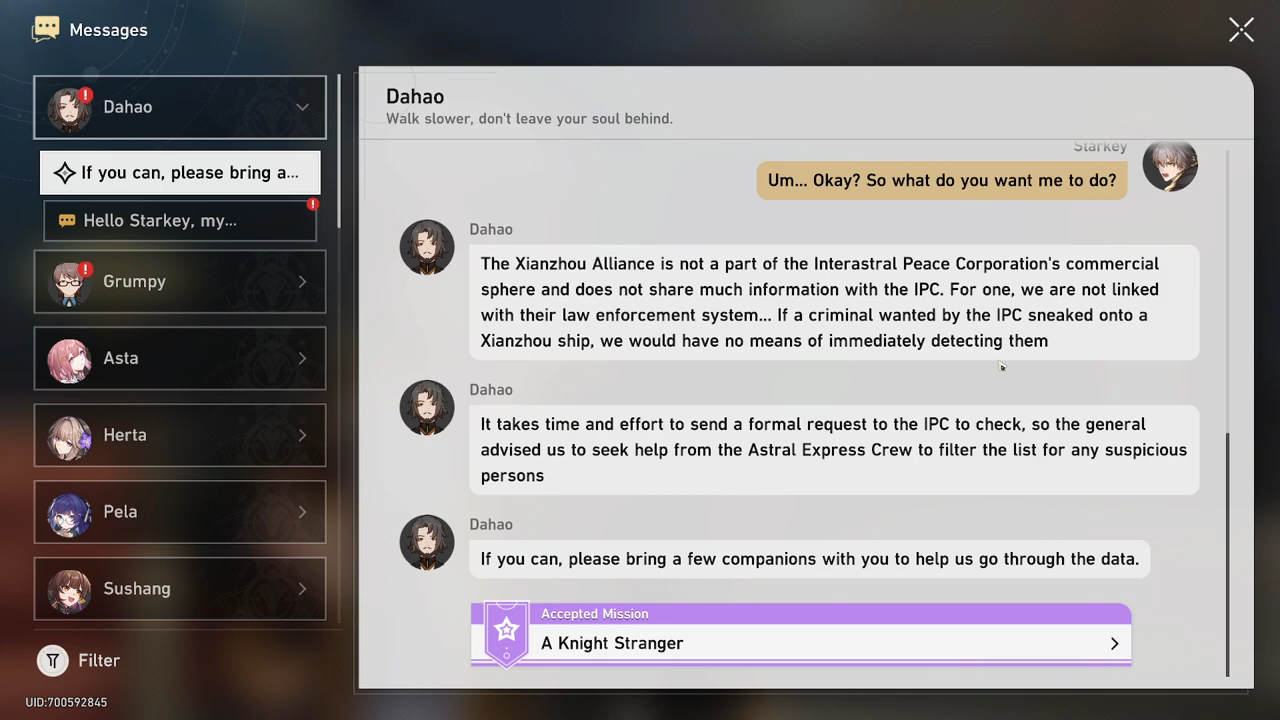 Messages
Dahao
If you can, please bring a...
Hello Starkey, my...
Grumpy
Asta
Herta
Pela
Sushang
Filter
UID:700592845
Dahao
Walk slower, don't leave your soul behind.
Starkey
Um... Okay? So what do you want me to do?
Dahao
The Xianzhou Alliance is not a part of the Interastral Peace Corporation's commercial
sphere and does not share much information with the IPC. For one, we are not linked
with their law enforcement system... If a criminal wanted by the IPC sneaked onto a
Xianzhou ship, we would have no means of immediately detecting them
Dahao
It takes time and effort to send a formal request to the IPC to check, so the general
advised us to seek help from the Astral Express Crew to filter the list for any suspicious
persons
Dahao
If you can, please bring a few companions with you to help us go through the data.
Accepted Mission
A Knight Stranger